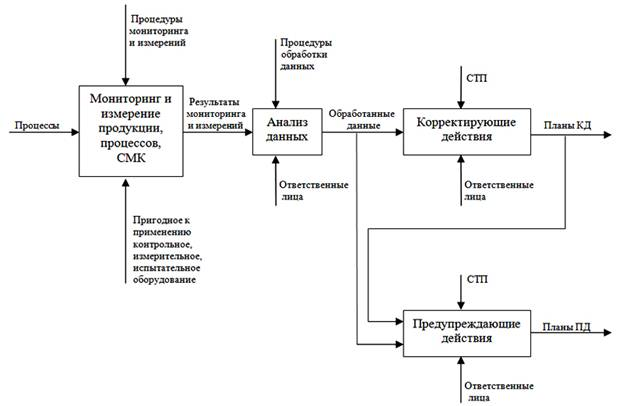 Процедуры
мониторинга
и измерений
Процедуры
обработки
данных
СТП
Процессы
Мониторинг и
измерение
продукции,
процессов,
СМК
Результаты
мониторинга
и измерений
Анализ
данных
Обработанные
данные
Корректирующие
действия
Планы КД
Ответственные
лица
Ответственные
лица
Пригодное к
применению
контрольное,
измерительное,
испытательное
оборудование
СТП
Предупреждающие
действия
Планы ПД
Ответственные
лица